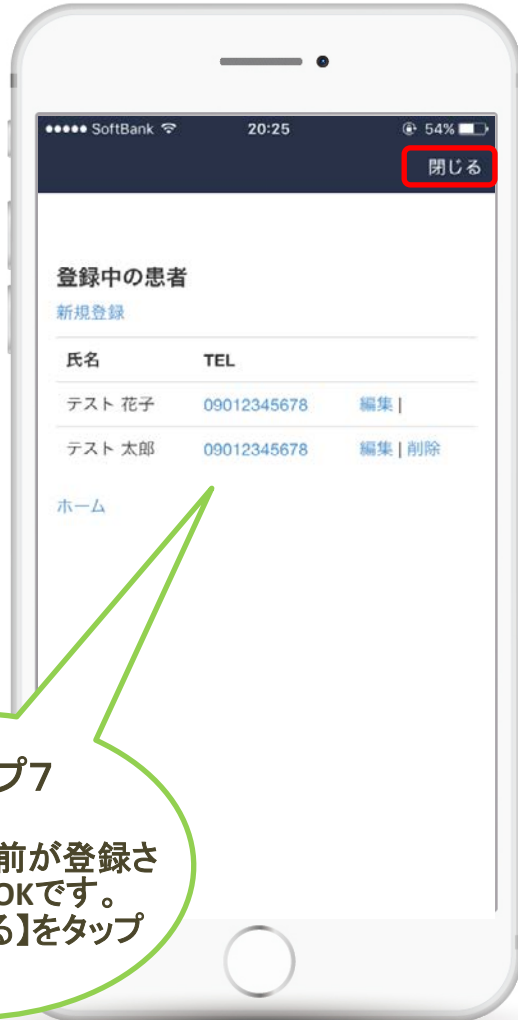 SoftBank 20:25 54%
閉じる
登録中の患者
新規登録
氏名 TEL
テスト 花子 09012345678 編集 |
テスト 太郎 09012345678 編集 | 削除
ホーム
プ7
前が登録さ
OKです。
る】をタップ